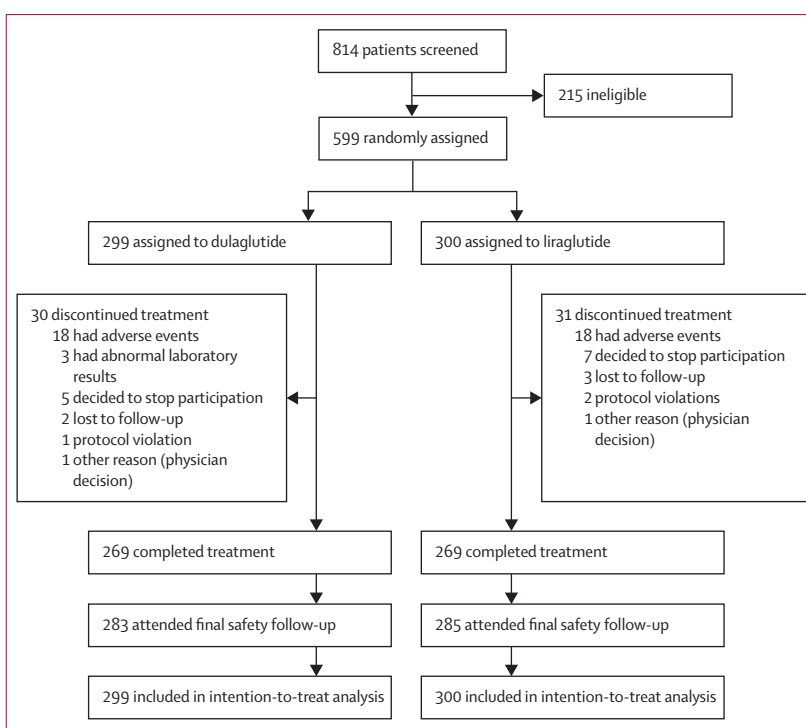 814 patients screened
215 ineligible
599 randomly assigned
299 assigned to dulaglutide
300 assigned to liraglutide
30 discontinued treatment
18 had adverse events
3 had abnormal laboratory
results
5 decided to stop participation
2 lost to follow-up
1 protocol violation
1 other reason (physician
decision)
31 discontinued treatment
18 had adverse events
7 decided to stop participation
3 lost to follow-up
2 protocol violations
1 other reason (physician
decision)
269 completed treatment
269 completed treatment
283 attended final safety follow-up
285 attended final safety follow-up
299 included in intention-to-treat analysis
300 included in intention-to-treat analysis